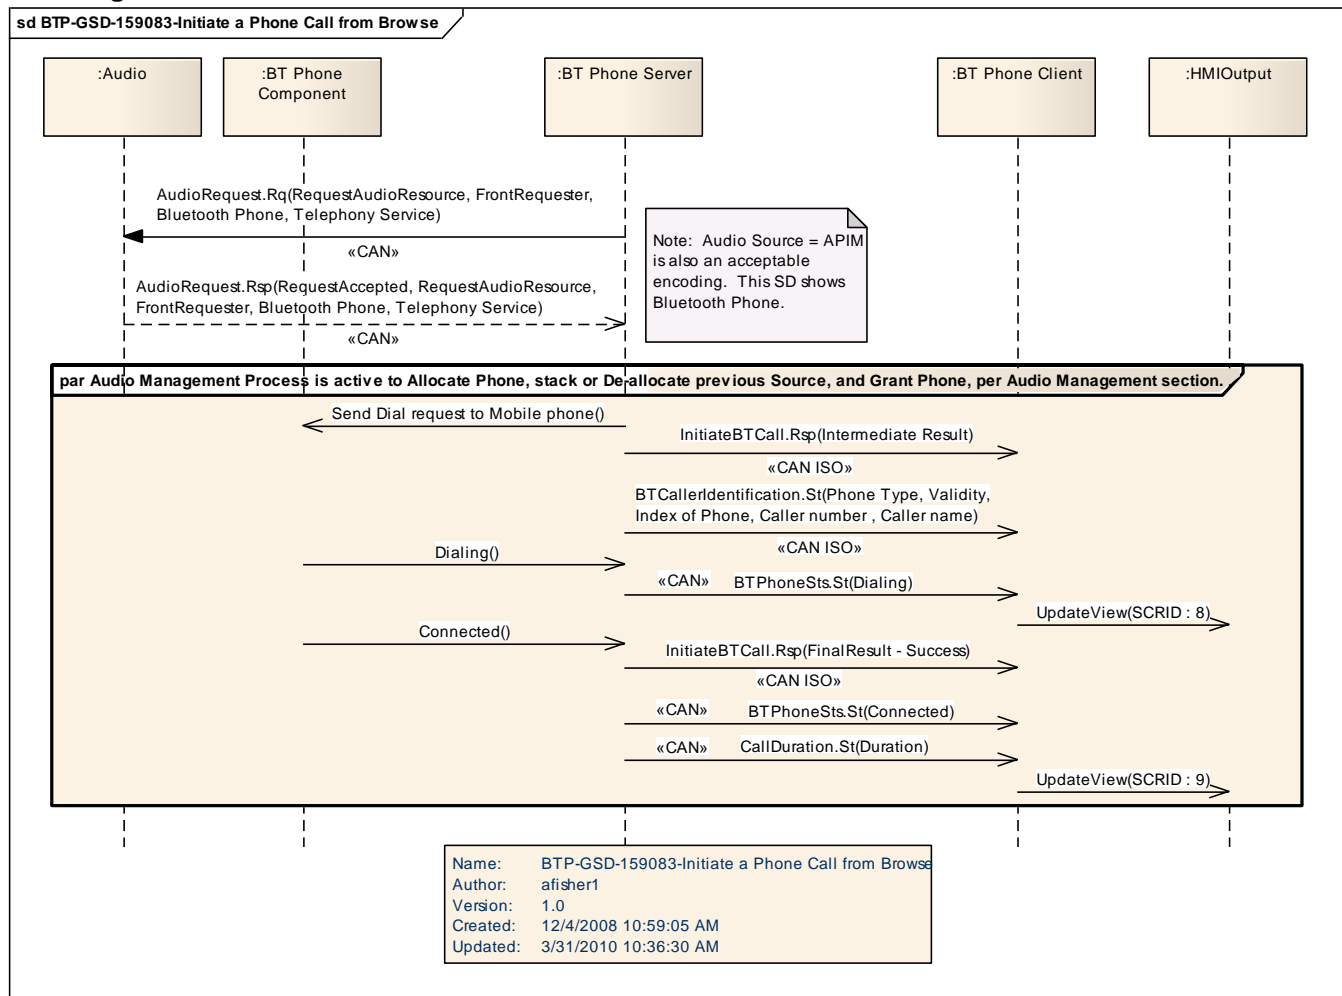 sd BTP-GSD-159083-Initiate a Phone Call from Browse
:Audio
:BT Phone
Component
:BT Phone Server
:BT Phone Client
:HMIOutput
AudioRequest.Rq(RequestAudioResource, FrontRequester,
Bluetooth Phone, Telephony Service)
«CAN»
Note: Audio Source = APIM
is also an acceptable
encoding. This SD shows
Bluetooth Phone.
AudioRequest.Rsp(RequestAccepted, RequestAudioResource,
FrontRequester, Bluetooth Phone, Telephony Service)
«CAN»
par Audio Management Process is active to Allocate Phone, stack or De-allocate previous Source, and Grant Phone, per Audio Management section.
Send Dial request to Mobile phone()
InitiateBTCall.Rsp(Intermediate Result)
«CAN ISO»
BTCallerIdentification.St(Phone Type, Validity,
Index of Phone, Caller number , Caller name)
«CAN ISO»
Dialing()
«CAN» BTPhoneSts.St(Dialing)
UpdateView(SCRID : 8)
Connected()
InitiateBTCall.Rsp(FinalResult - Success)
«CAN ISO»
«CAN» BTPhoneSts.St(Connected)
«CAN» CallDuration.St(Duration)
UpdateView(SCRID : 9)
Name: BTP-GSD-159083-Initiate a Phone Call from Browse
Author: afisher1
Version: 1.0
Created: 12/4/2008 10:59:05 AM
Updated: 3/31/2010 10:36:30 AM